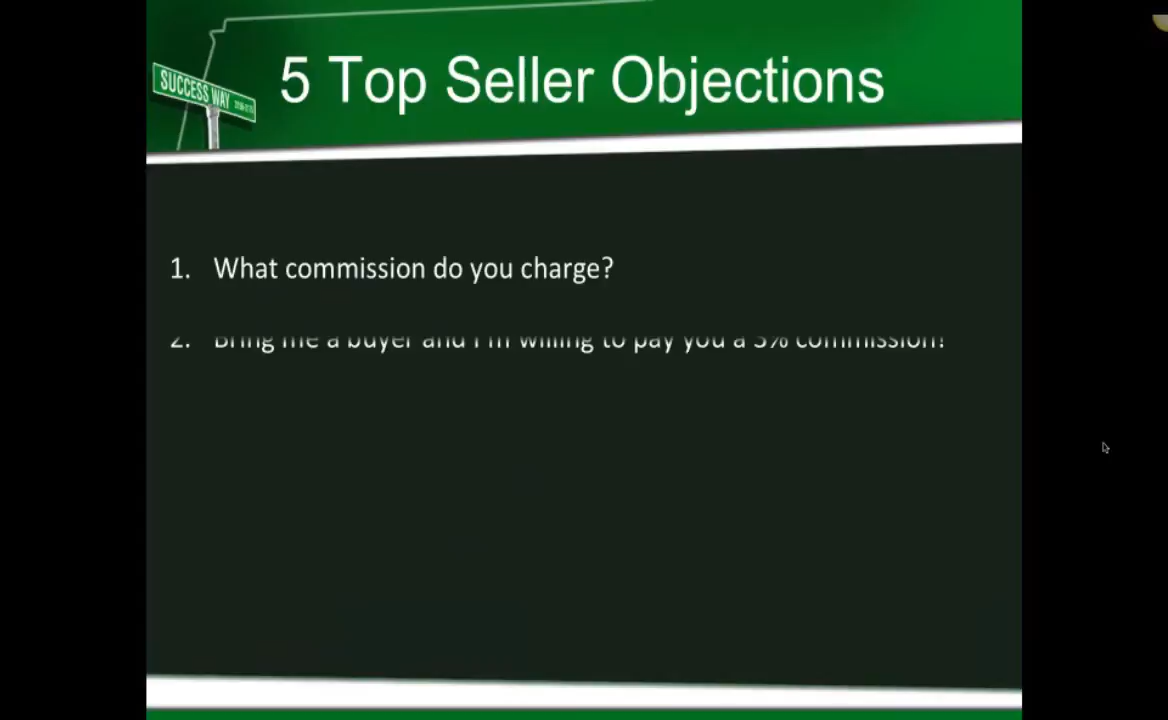 5 Top Seller Objections
SUCCESS WAY
1. What commission do you charge?
2. Bring me a buyer and I'm willing to pay you a 3% commission!